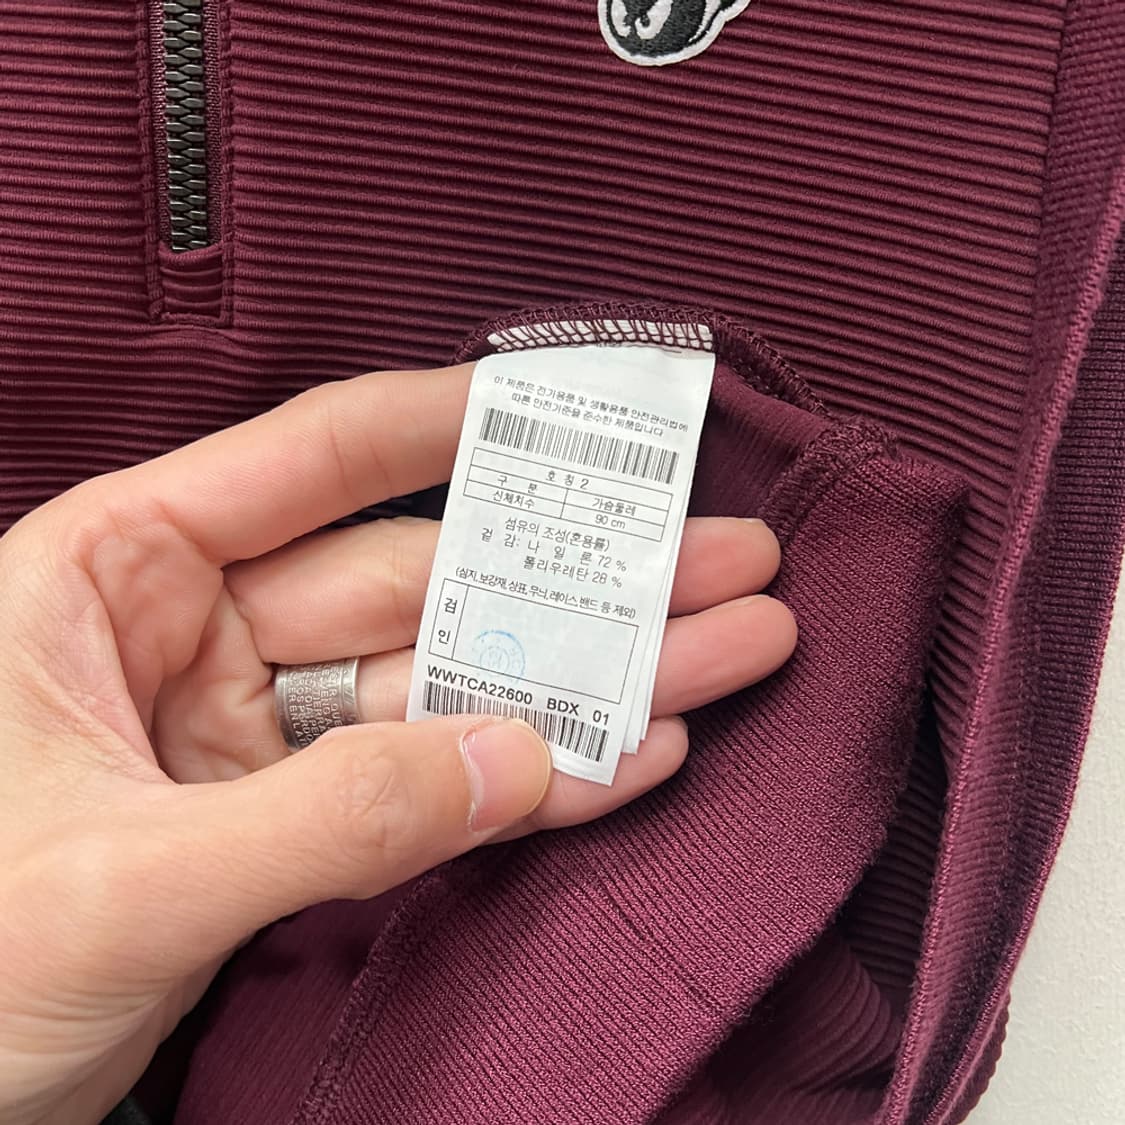 이 제품은 전기용품 및 생활용품 안전관리법에
따른 안전기준을 준수한 제품입니다
호 칭 2
구 분 가슴둘레
신체치수 90 cm
섬유의 조성(혼용률)
겉 감: 나 일 론 72 %
폴리우레탄 28 %
(심지,보강재,상표,무늬,레이스,밴드 등 제외)
검
인
WWTCA22600 BDX 01